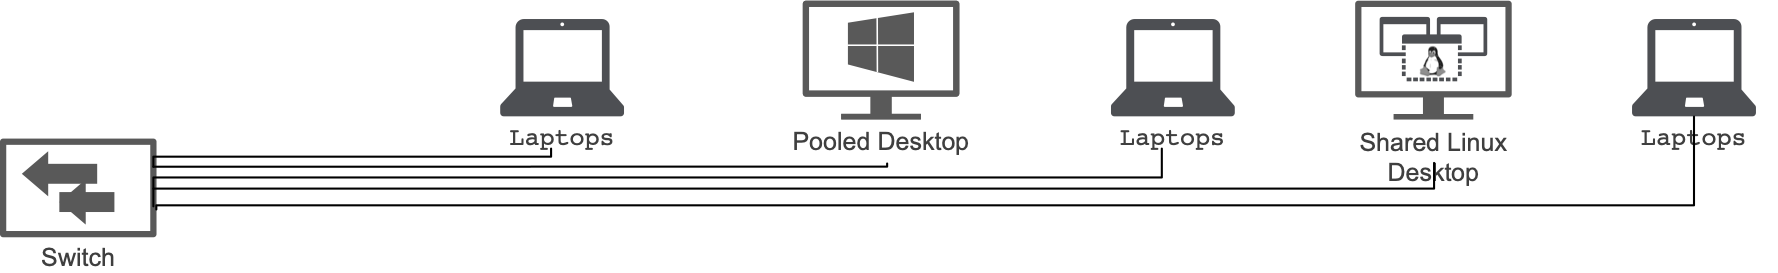 Laptops
Pooled Desktop
Laptops
Shared Linux
Desktop
Laptops
Switch